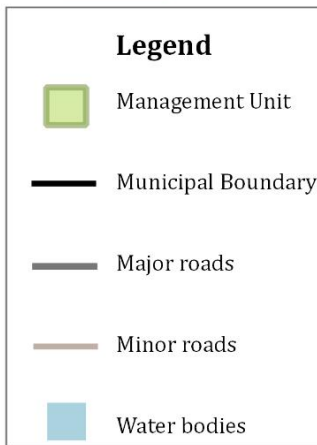 Legend
Management Unit
Municipal Boundary
Major roads
Minor roads
Water bodies